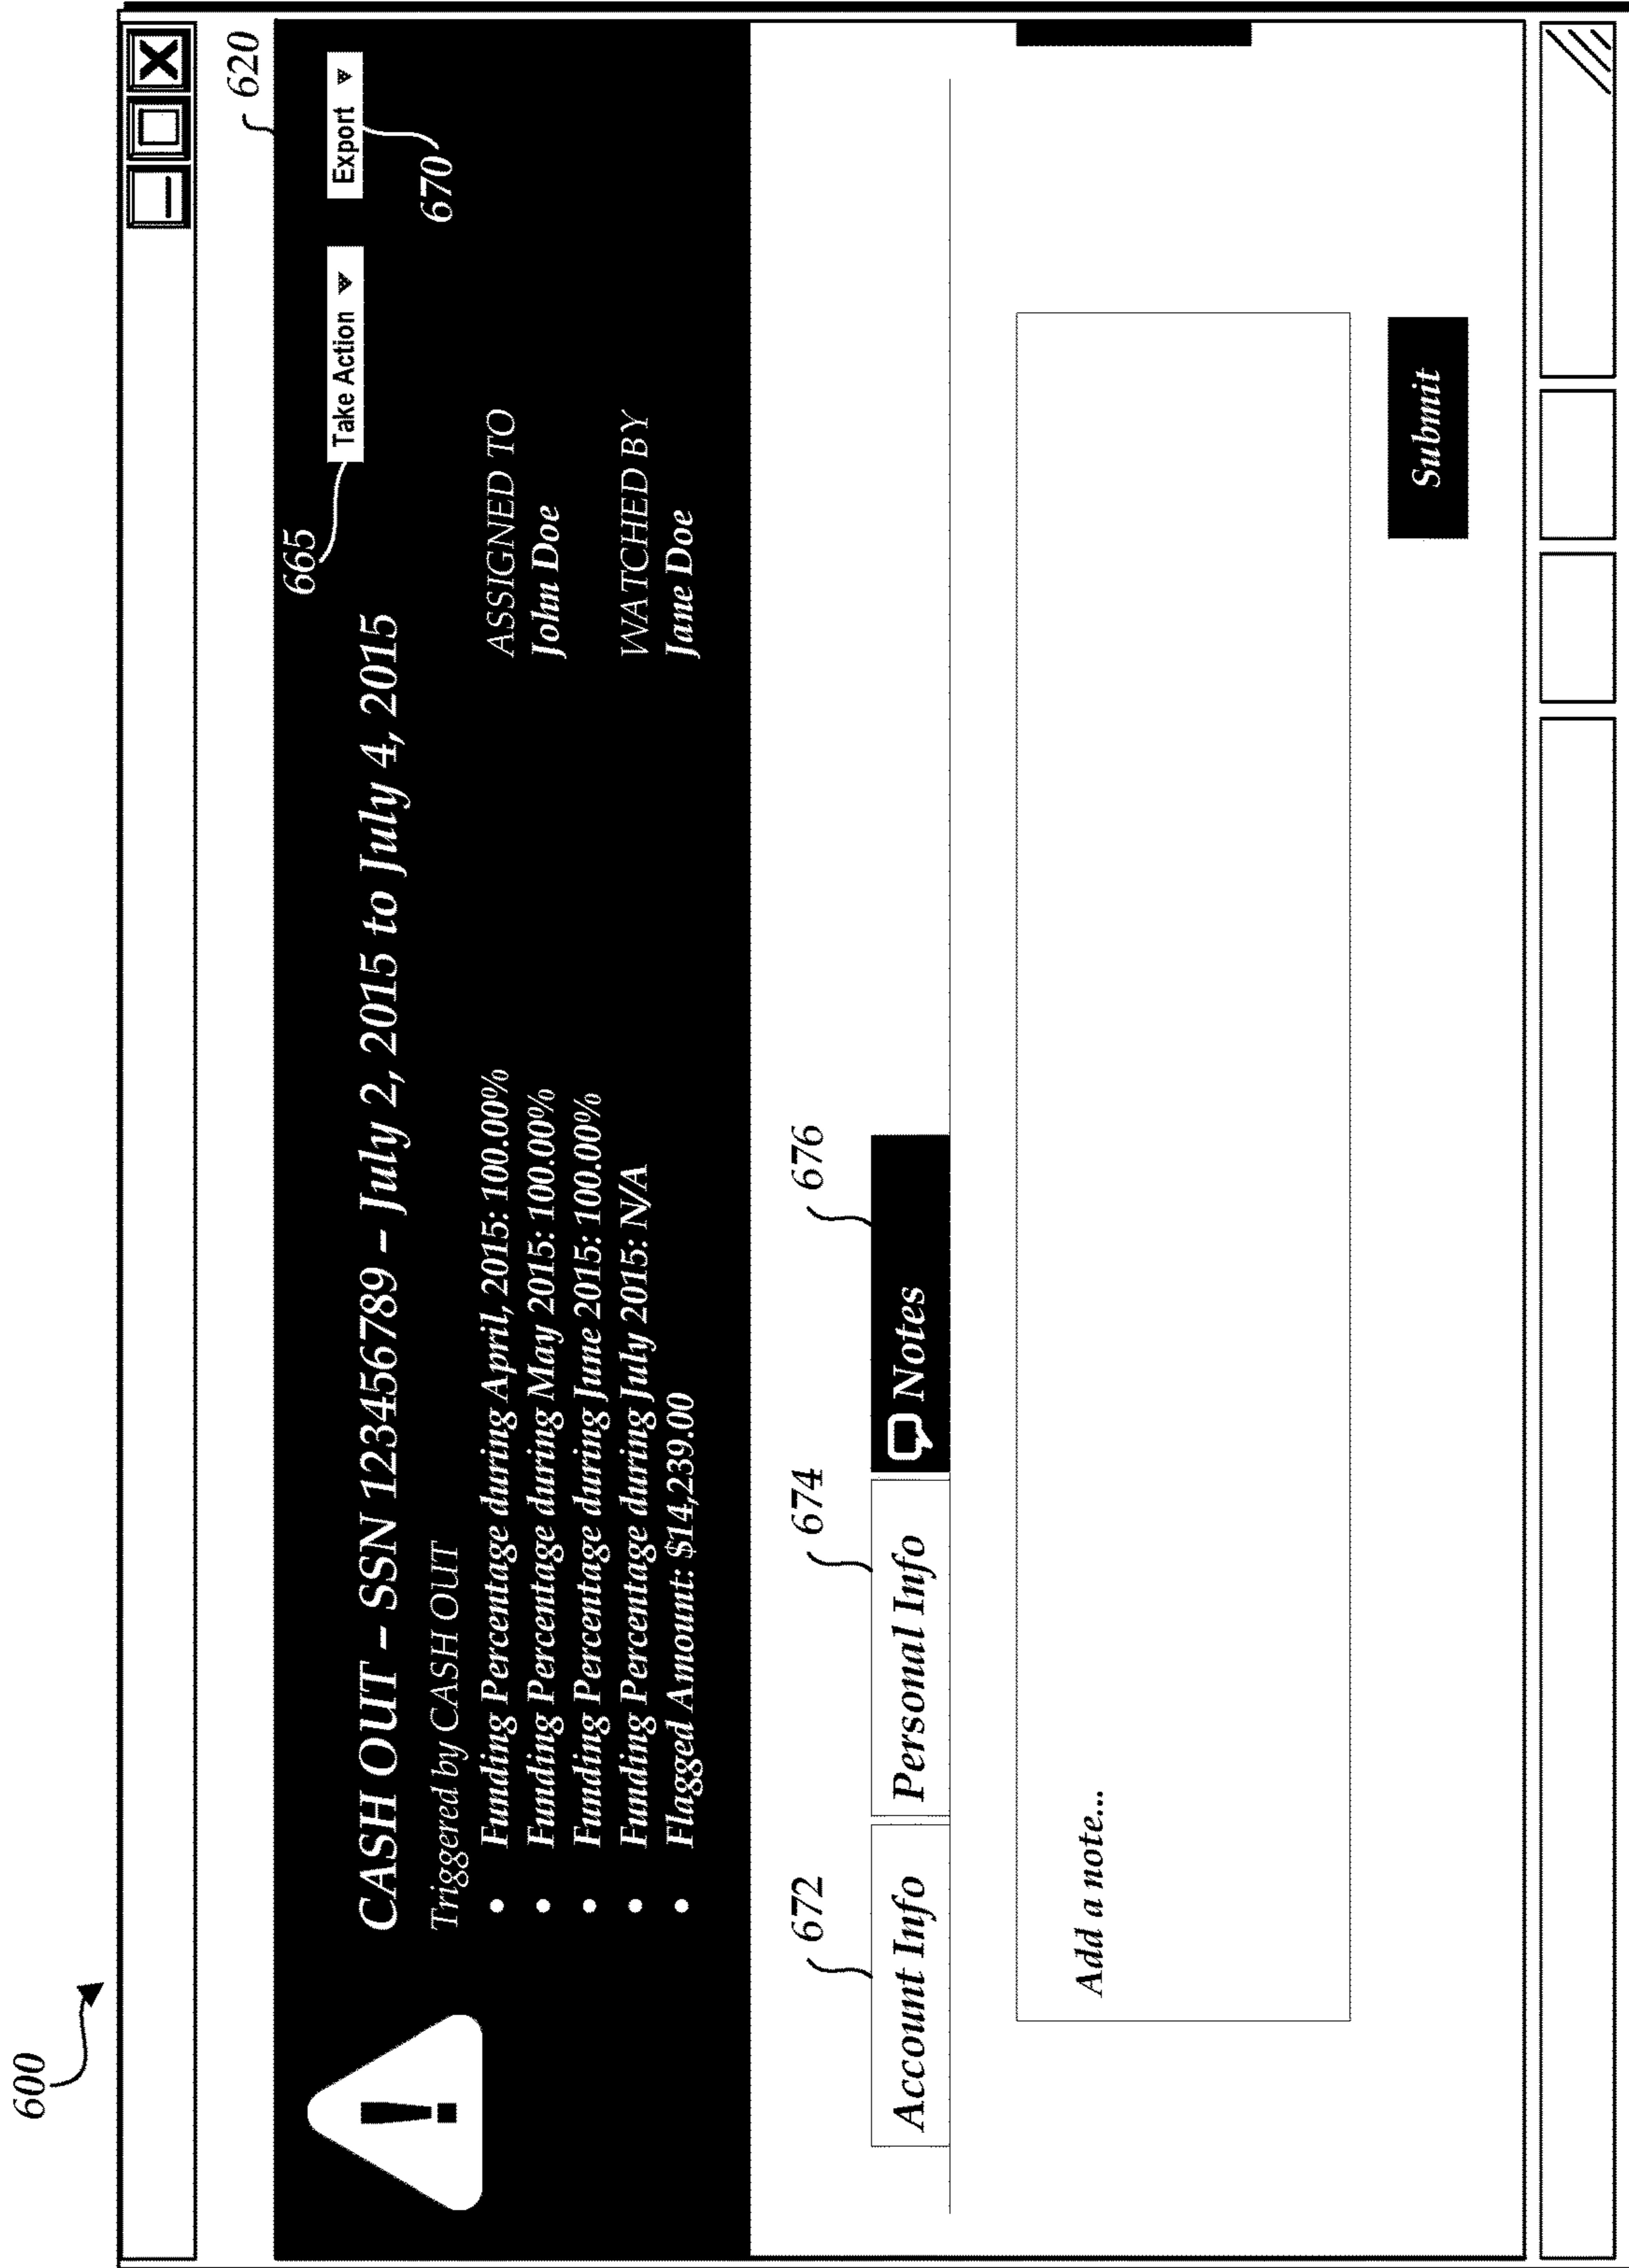 600
620
665
Take Action
Export
670
CASH OUT – SSN 123456789 – July 2, 2015 to July 4, 2015
Triggered by CASH OUT
• Funding Percentage during April, 2015: 100.00%
• Funding Percentage during May 2015: 100.00%
• Funding Percentage during June 2015: 100.00%
• Funding Percentage during July 2015: N/A
• Flagged Amount: $14,239.00
ASSIGNED TO
John Doe
WATCHED BY
Jane Doe
672
674
676
Account Info
Personal Info
Notes
Add a note...
Submit